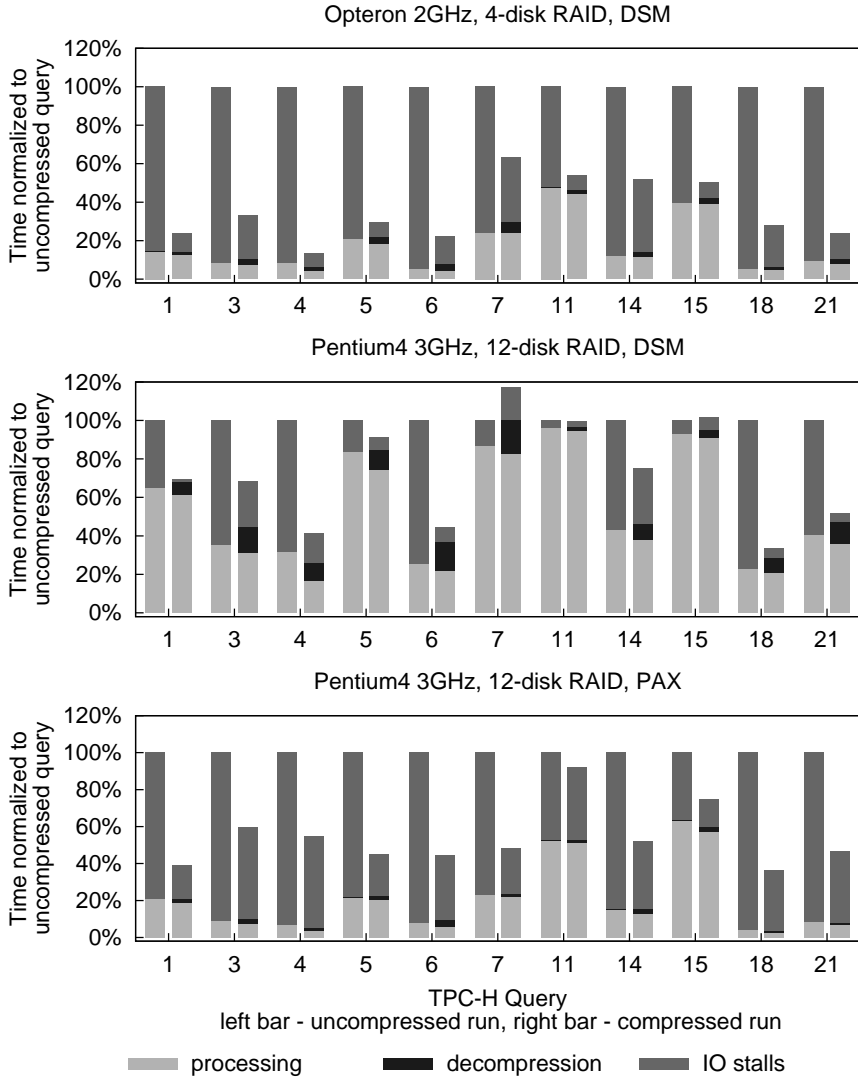 Opteron 2GHz, 4-disk RAID, DSM
Time normalized to
uncompressed query
120%
100%
80%
60%
40%
20%
0%
1 3 4 5 6 7 11 14 15 18 21
Pentium4 3GHz, 12-disk RAID, DSM
Time normalized to
uncompressed query
120%
100%
80%
60%
40%
20%
0%
1 3 4 5 6 7 11 14 15 18 21
Pentium4 3GHz, 12-disk RAID, PAX
Time normalized to
uncompressed query
120%
100%
80%
60%
40%
20%
0%
1 3 4 5 6 7 11 14 15 18 21
TPC-H Query
left bar - uncompressed run, right bar - compressed run
processing decompression IO stalls